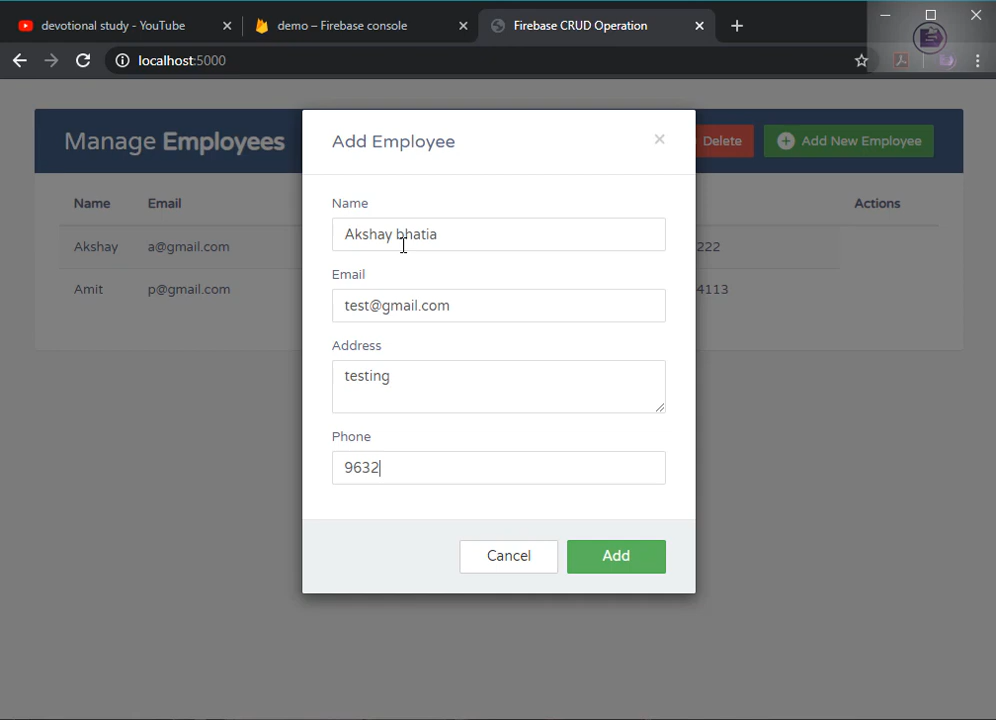 devotional study - YouTube
demo – Firebase console
Firebase CRUD Operation
localhost:5000
Manage Employees
Delete
Add New Employee
Name Email Actions
Akshay a@gmail.com 222
Amit p@gmail.com 4113
Add Employee
×
Name
Akshay bhatia
Email
test@gmail.com
Address
testing
Phone
9632
Cancel
Add